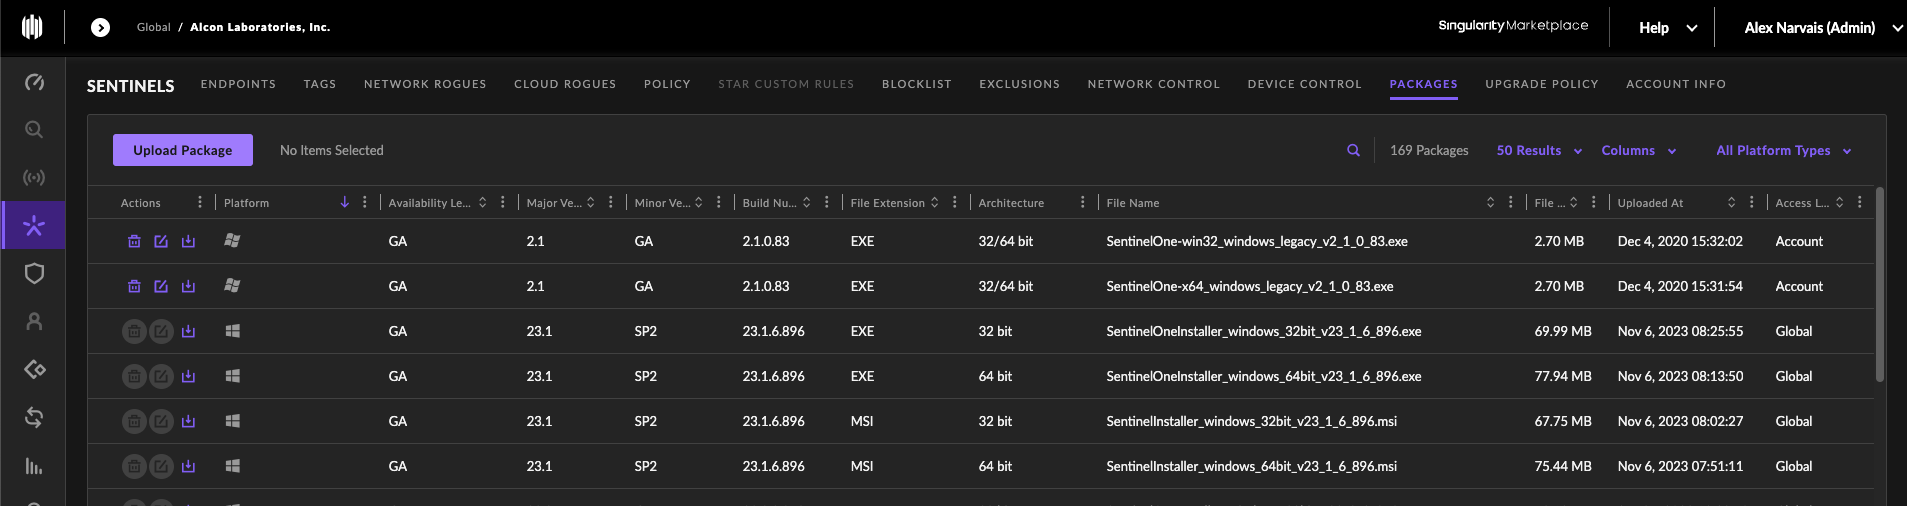 Global / Alcon Laboratories, Inc.
Singularity Marketplace
Help
Alex Narvais (Admin)
SENTINELS ENDPOINTS TAGS NETWORK ROGUES CLOUD ROGUES POLICY STAR CUSTOM RULES BLOCKLIST EXCLUSIONS NETWORK CONTROL DEVICE CONTROL PACKAGES UPGRADE POLICY ACCOUNT INFO
Upload Package No Items Selected 169 Packages 50 Results Columns All Platform Types
Actions Platform Availability Le... Major Ve... Minor Ve... Build Nu... File Extension Architecture File Name File ... Uploaded At Access L...
GA 2.1 GA 2.1.0.83 EXE 32/64 bit SentinelOne-win32_windows_legacy_v2_1_0_83.exe 2.70 MB Dec 4, 2020 15:32:02 Account
GA 2.1 GA 2.1.0.83 EXE 32/64 bit SentinelOne-x64_windows_legacy_v2_1_0_83.exe 2.70 MB Dec 4, 2020 15:31:54 Account
GA 23.1 SP2 23.1.6.896 EXE 32 bit SentinelOneInstaller_windows_32bit_v23_1_6_896.exe 69.99 MB Nov 6, 2023 08:25:55 Global
GA 23.1 SP2 23.1.6.896 EXE 64 bit SentinelOneInstaller_windows_64bit_v23_1_6_896.exe 77.94 MB Nov 6, 2023 08:13:50 Global
GA 23.1 SP2 23.1.6.896 MSI 32 bit SentinelInstaller_windows_32bit_v23_1_6_896.msi 67.75 MB Nov 6, 2023 08:02:27 Global
GA 23.1 SP2 23.1.6.896 MSI 64 bit SentinelInstaller_windows_64bit_v23_1_6_896.msi 75.44 MB Nov 6, 2023 07:51:11 Global